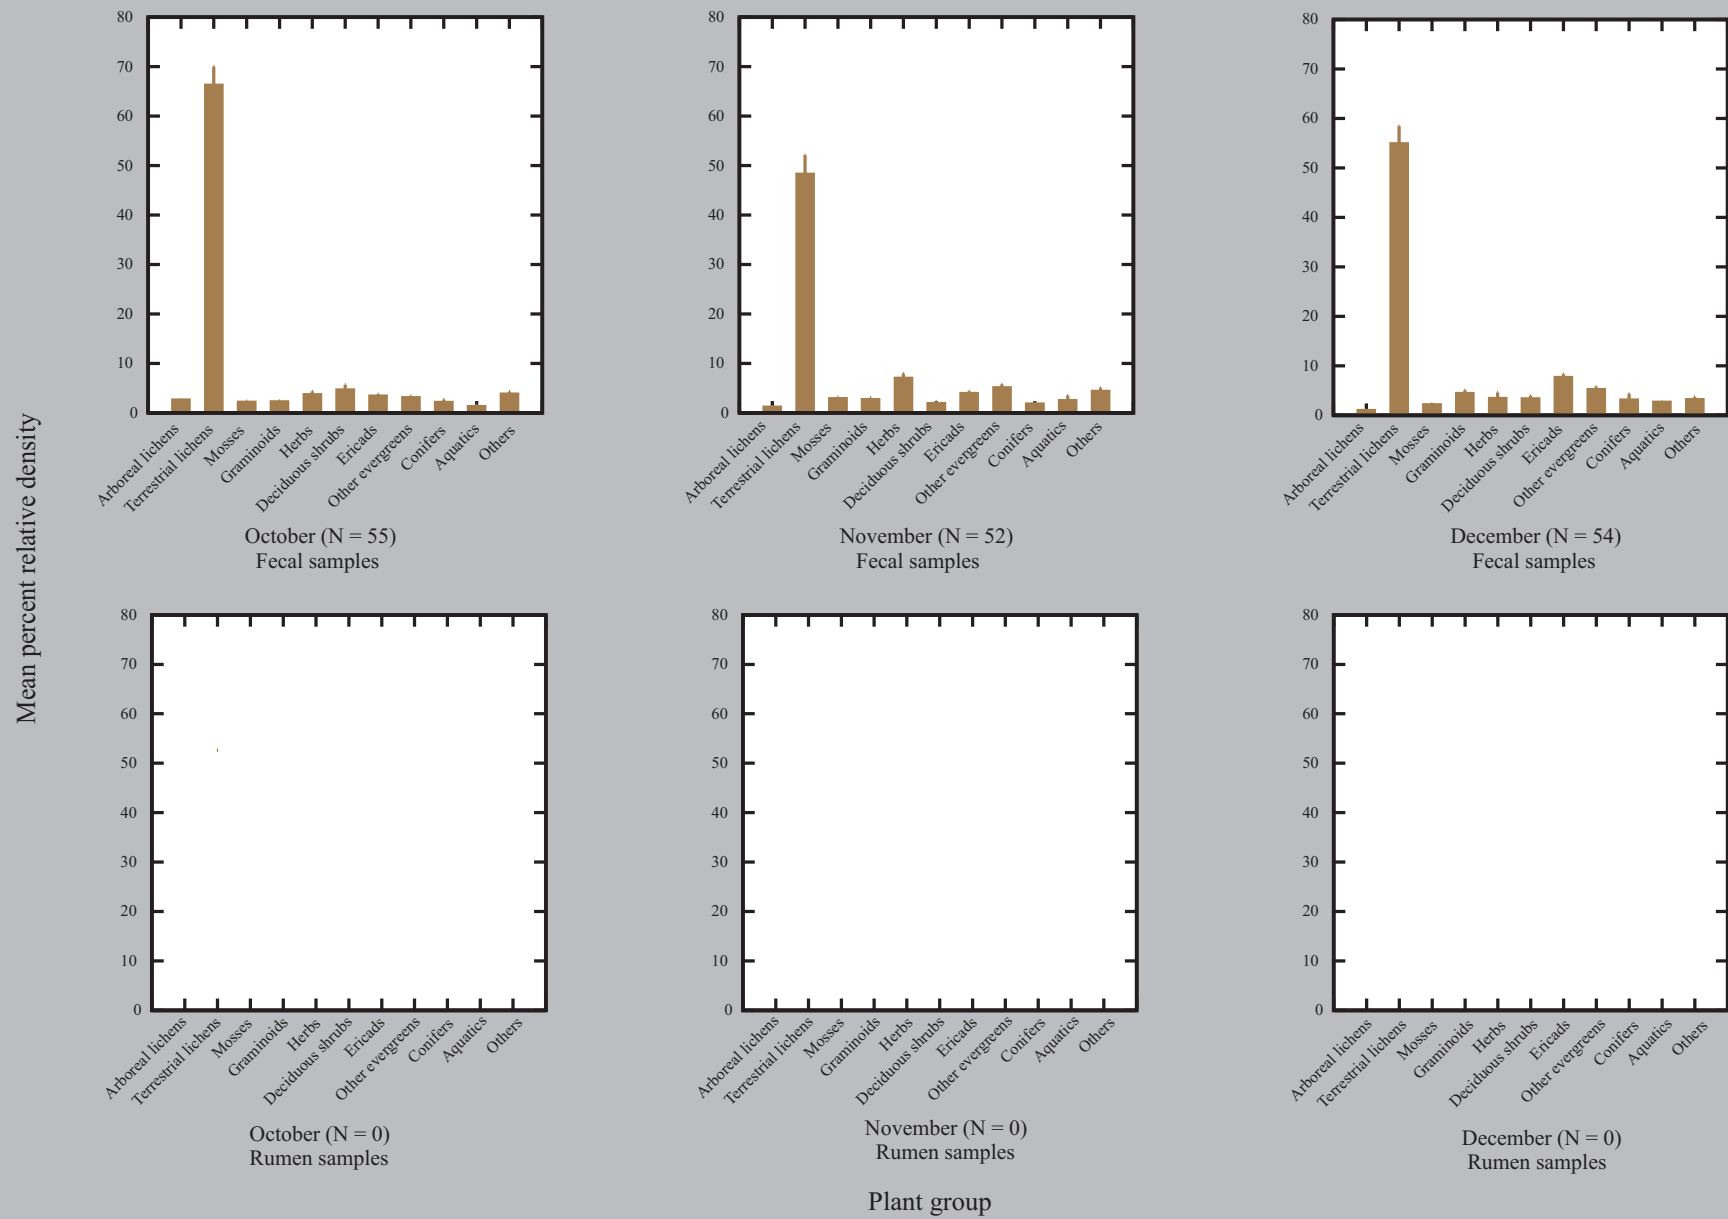 Mean percent relative density
80
70
60
50
40
30
20
10
0
Arboreal lichens
Terrestrial lichens
Mosses
Graminoids
Herbs
Deciduous shrubs
Ericads
Other evergreens
Conifers
Aquatics
Others
October (N = 55)
Fecal samples
80
70
60
50
40
30
20
10
0
Arboreal lichens
Terrestrial lichens
Mosses
Graminoids
Herbs
Deciduous shrubs
Ericads
Other evergreens
Conifers
Aquatics
Others
November (N = 52)
Fecal samples
80
70
60
50
40
30
20
10
0
Arboreal lichens
Terrestrial lichens
Mosses
Graminoids
Herbs
Deciduous shrubs
Ericads
Other evergreens
Conifers
Aquatics
Others
December (N = 54)
Fecal samples
80
70
60
50
40
30
20
10
0
Arboreal lichens
Terrestrial lichens
Mosses
Graminoids
Herbs
Deciduous shrubs
Ericads
Other evergreens
Conifers
Aquatics
Others
October (N = 0)
Rumen samples
80
70
60
50
40
30
20
10
0
Arboreal lichens
Terrestrial lichens
Mosses
Graminoids
Herbs
Deciduous shrubs
Ericads
Other evergreens
Conifers
Aquatics
Others
November (N = 0)
Rumen samples
80
70
60
50
40
30
20
10
0
Arboreal lichens
Terrestrial lichens
Mosses
Graminoids
Herbs
Deciduous shrubs
Ericads
Other evergreens
Conifers
Aquatics
Others
December (N = 0)
Rumen samples
Plant group